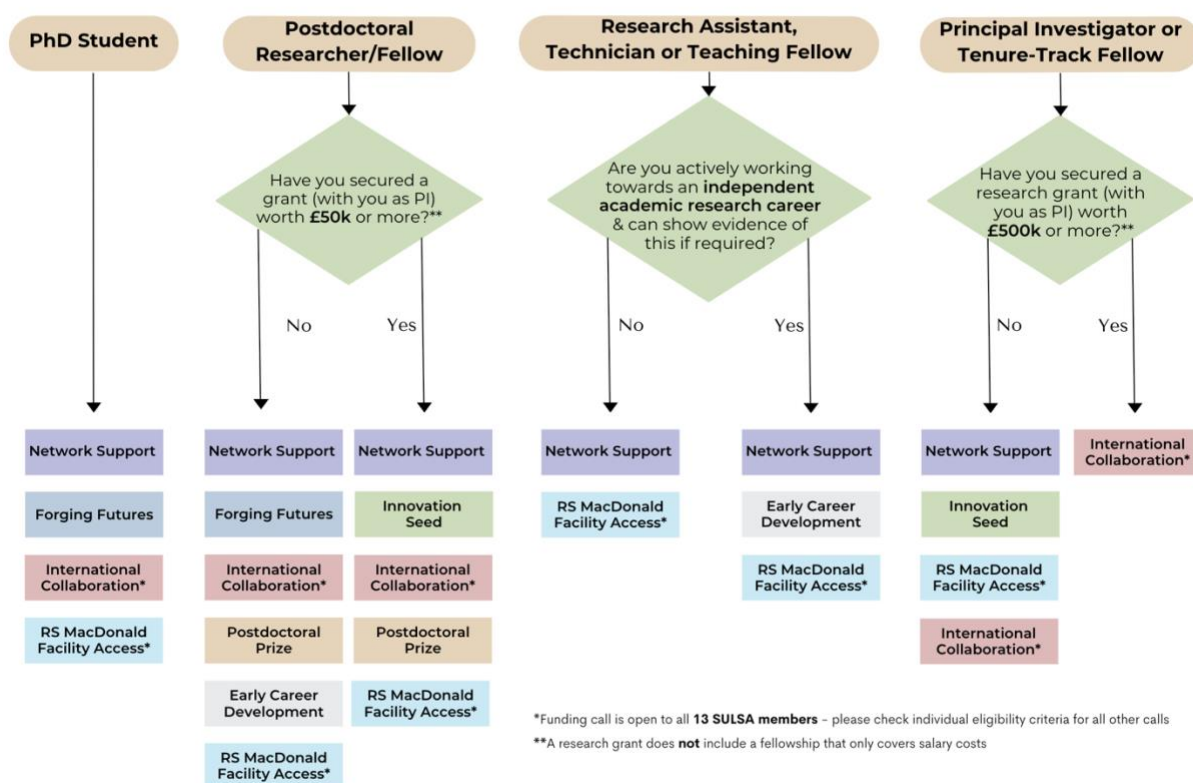 PhD Student
Postdoctoral
Researcher/Fellow
Research Assistant,
Technician or Teaching Fellow
Principal Investigator or
Tenure-Track Fellow
Have you secured a
grant (with you as PI)
worth £50k or more?**
Are you actively working
towards an independent
academic research career
& can show evidence of
this if required?
Have you secured a
research grant (with
you as PI) worth
£500k or more?**
No
Yes
No
Yes
No
Yes
Network Support
Forging Futures
International
Collaboration*
RS MacDonald
Facility Access*
Network Support
Forging Futures
International
Collaboration*
Postdoctoral
Prize
Early Career
Development
RS MacDonald
Facility Access*
Network Support
Innovation
Seed
International
Collaboration*
Postdoctoral
Prize
RS MacDonald
Facility Access*
Network Support
RS MacDonald
Facility Access*
Network Support
Early Career
Development
RS MacDonald
Facility Access*
Network Support
Innovation
Seed
RS MacDonald
Facility Access*
International
Collaboration*
International
Collaboration*
*Funding call is open to all 13 SULSA members - please check individual eligibility criteria for all other calls
**A research grant does not include a fellowship that only covers salary costs